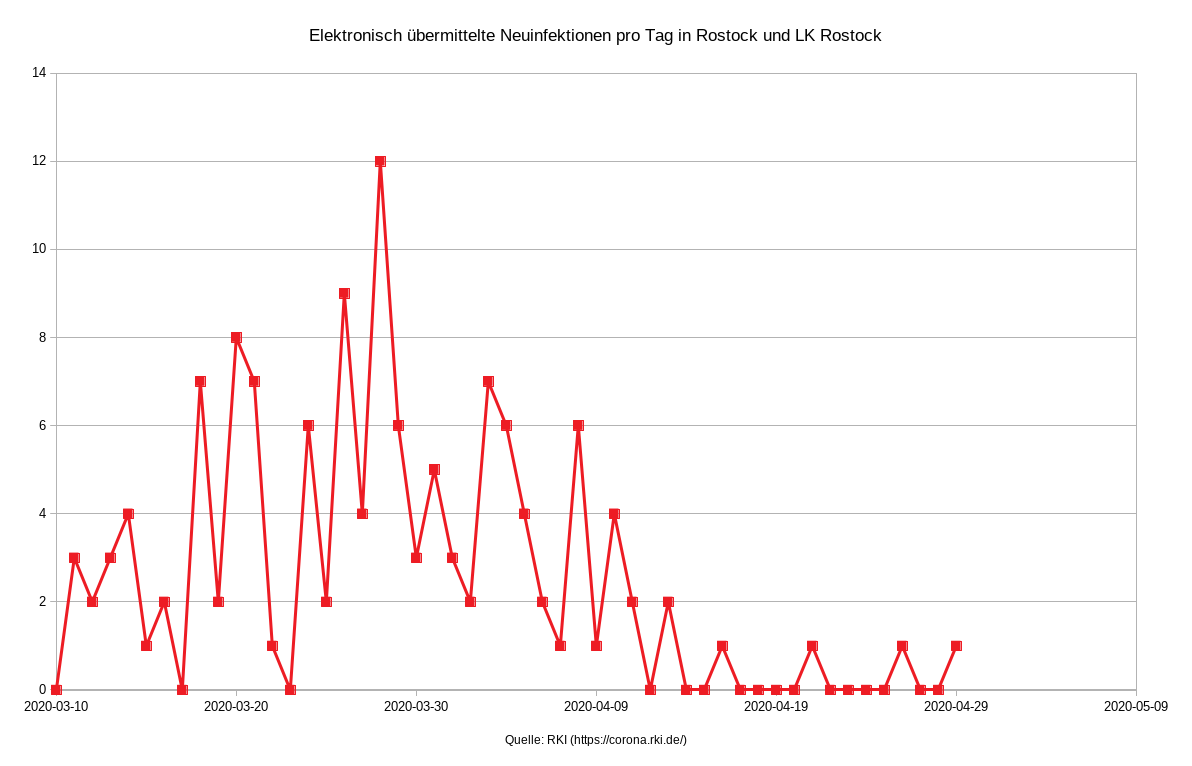 Elektronisch übermittelte Neuinfektionen pro Tag in Rostock und LK Rostock
14
12
10
8
6
4
2
0
2020-03-10 2020-03-20 2020-03-30 2020-04-09 2020-04-19 2020-04-29 2020-05-09
Quelle: RKI (https://corona.rki.de/)